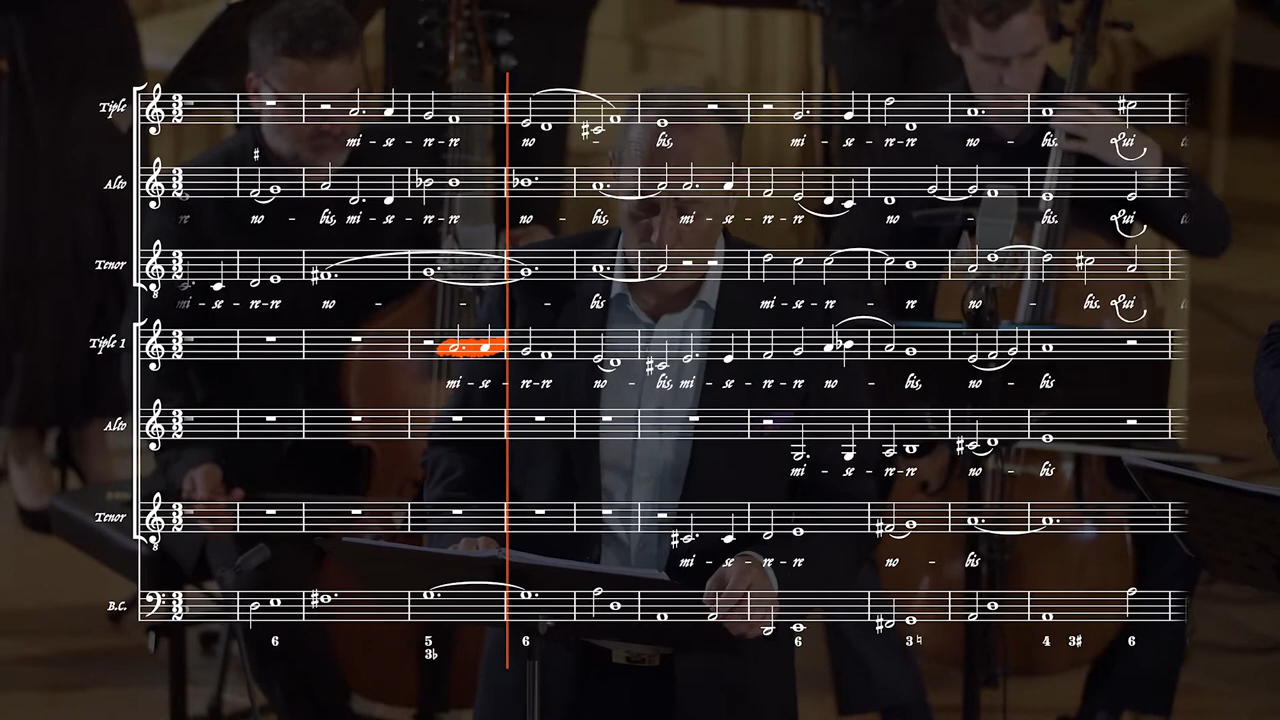 Tiple
mi - se - re-re no - bis, mi - se - re-re no - bis. Qui
Alto
re no - bis, mi - se - re-re no - bis, mi - se - re-re no - bis. Qui
Tenor
mi - se - re-re no - - - bis mi-se-re - re no - bis. Qui
Tiple 1
mi - se - re-re no - bis, mi - se - re - re no - bis, no - bis
Alto
mi - se - re-re no - bis
Tenor
mi - se - re-re no - bis
B.C.
6 5 6 6 3♮ 4 3# 6
3♭